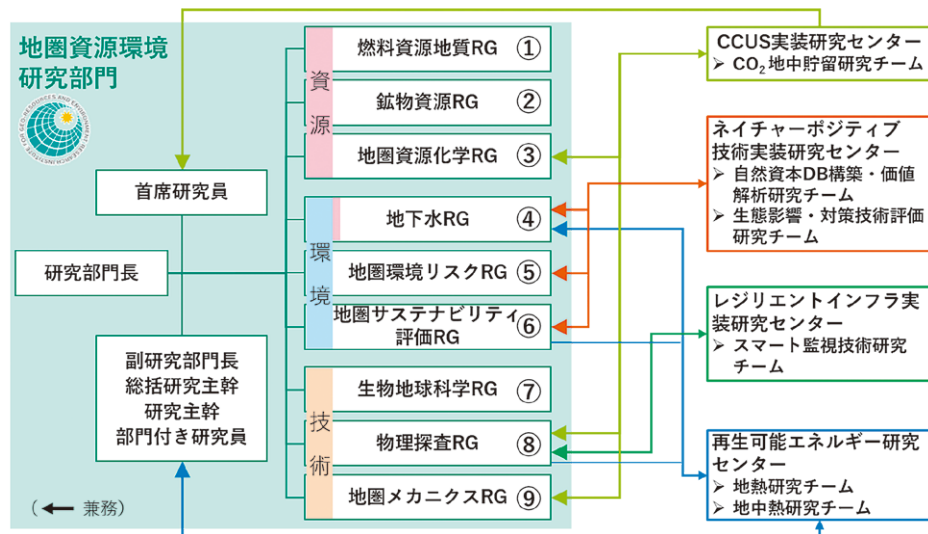 地圏資源環境
研究部門
首席研究員
研究部門長
副研究部門長
総括研究主幹
研究主幹
部門付き研究員
(← 兼務)
資源
燃料資源地質RG ①
鉱物資源RG ②
地圏資源化学RG ③
環境
地下水RG ④
地圏環境リスクRG ⑤
地圏サステナビリティ
評価RG ⑥
技術
生物地球科学RG ⑦
物理探査RG ⑧
地圏メカニクスRG ⑨
CCUS実装研究センター
➢ CO₂地中貯留研究チーム
ネイチャーポジティブ
技術実装研究センター
➢ 自然資本DB構築・価値
解析研究チーム
➢ 生態影響・対策技術評価
研究チーム
レジリエントインフラ実
装研究センター
➢ スマート監視技術研究
チーム
再生可能エネルギー研究
センター
➢ 地熱研究チーム
➢ 地中熱研究チーム